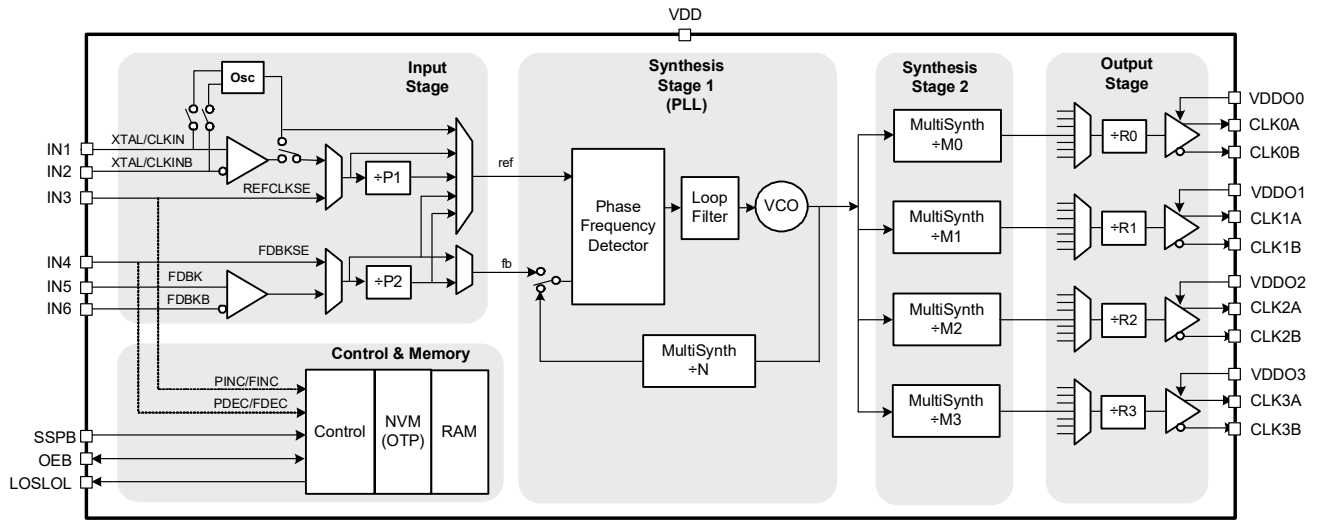 VDD
Input
Stage
Osc
XTAL/CLKIN
IN1
XTAL/CLKINB
IN2
REFCLKSE
IN3
÷P1
ref
FDBKSE
IN4
FDBK
IN5
FDBKB
IN6
÷P2
fb
Synthesis
Stage 1
(PLL)
Phase
Frequency
Detector
Loop
Filter
VCO
MultiSynth
÷N
Synthesis
Stage 2
MultiSynth
÷M0
MultiSynth
÷M1
MultiSynth
÷M2
MultiSynth
÷M3
Output
Stage
÷R0
÷R1
÷R2
÷R3
VDDO0
CLK0A
CLK0B
VDDO1
CLK1A
CLK1B
VDDO2
CLK2A
CLK2B
VDDO3
CLK3A
CLK3B
Control & Memory
PINC/FINC
PDEC/FDEC
Control
NVM
(OTP)
RAM
SSPB
OEB
LOSLOL